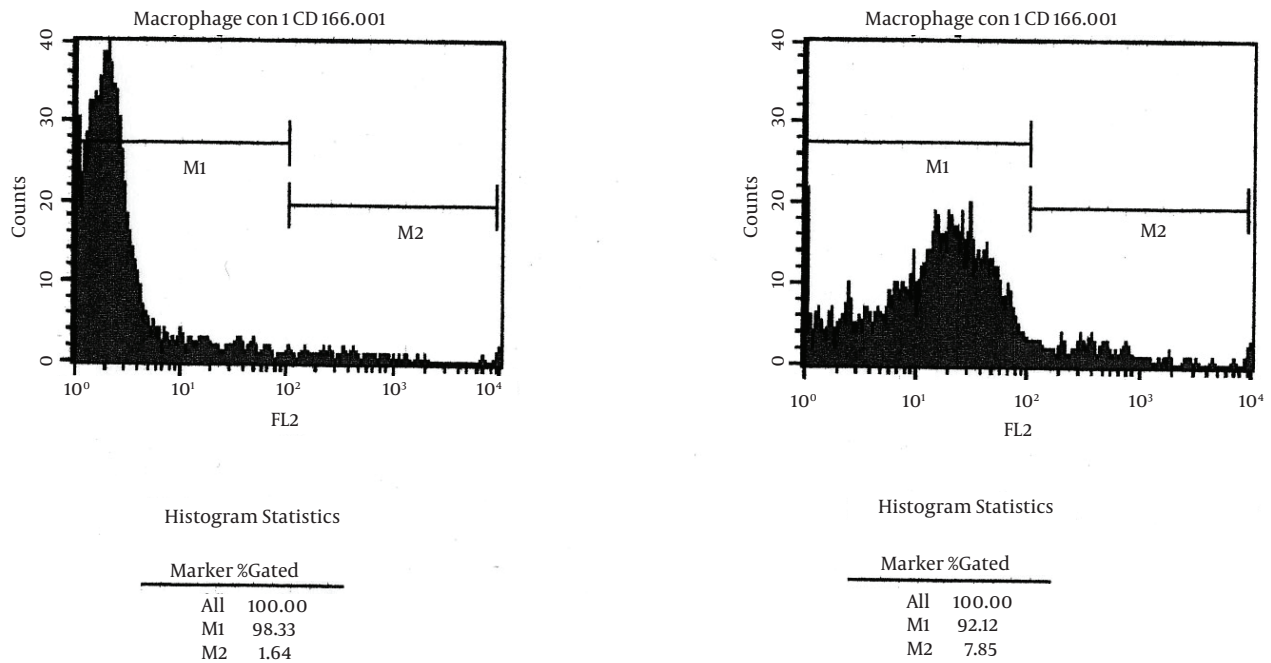 Macrophage con 1 CD 166.001
40
30
20
10
0
Counts
M1
M2
10⁰ 10¹ 10² 10³ 10⁴
FL2
Histogram Statistics
Marker %Gated
All 100.00
M1 98.33
M2 1.64
Macrophage con 1 CD 166.001
40
30
20
10
0
Counts
M1
M2
10⁰ 10¹ 10² 10³ 10⁴
FL2
Histogram Statistics
Marker %Gated
All 100.00
M1 92.12
M2 7.85